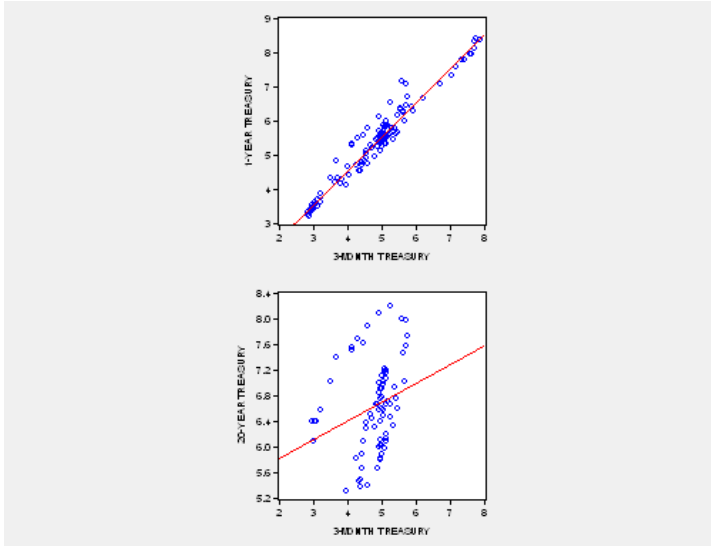 1-YEAR TREASURY
9
8
7
6
5
4
3
2 3 4 5 6 7 8
3-MONTH TREASURY
20-YEAR TREASURY
8.4
8.0
7.6
7.2
6.8
6.4
6.0
5.6
5.2
2 3 4 5 6 7 8
3-MONTH TREASURY